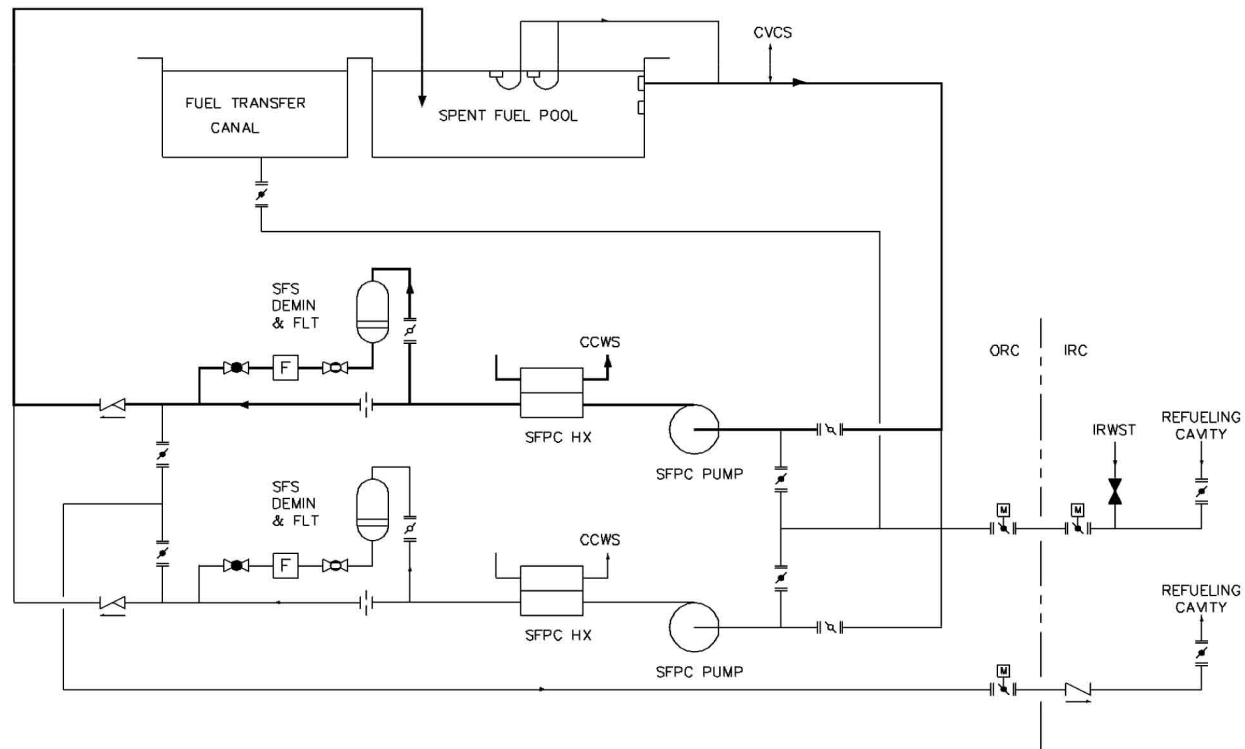 CVCS
FUEL TRANSFER
CANAL
SPENT FUEL POOL
SFS
DEMIN
& FLT
F
CCWS
SFPC HX
SFPC PUMP
ORC
IRC
IRWST
REFUELING
CAVITY
M
M
SFS
DEMIN
& FLT
F
CCWS
SFPC HX
SFPC PUMP
REFUELING
CAVITY
M